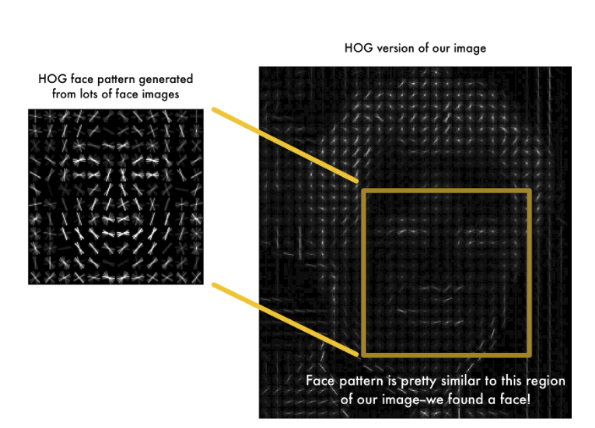 HOG version of our image
HOG face pattern generated
from lots of face images
Face pattern is pretty similar to this region
of our image–we found a face!